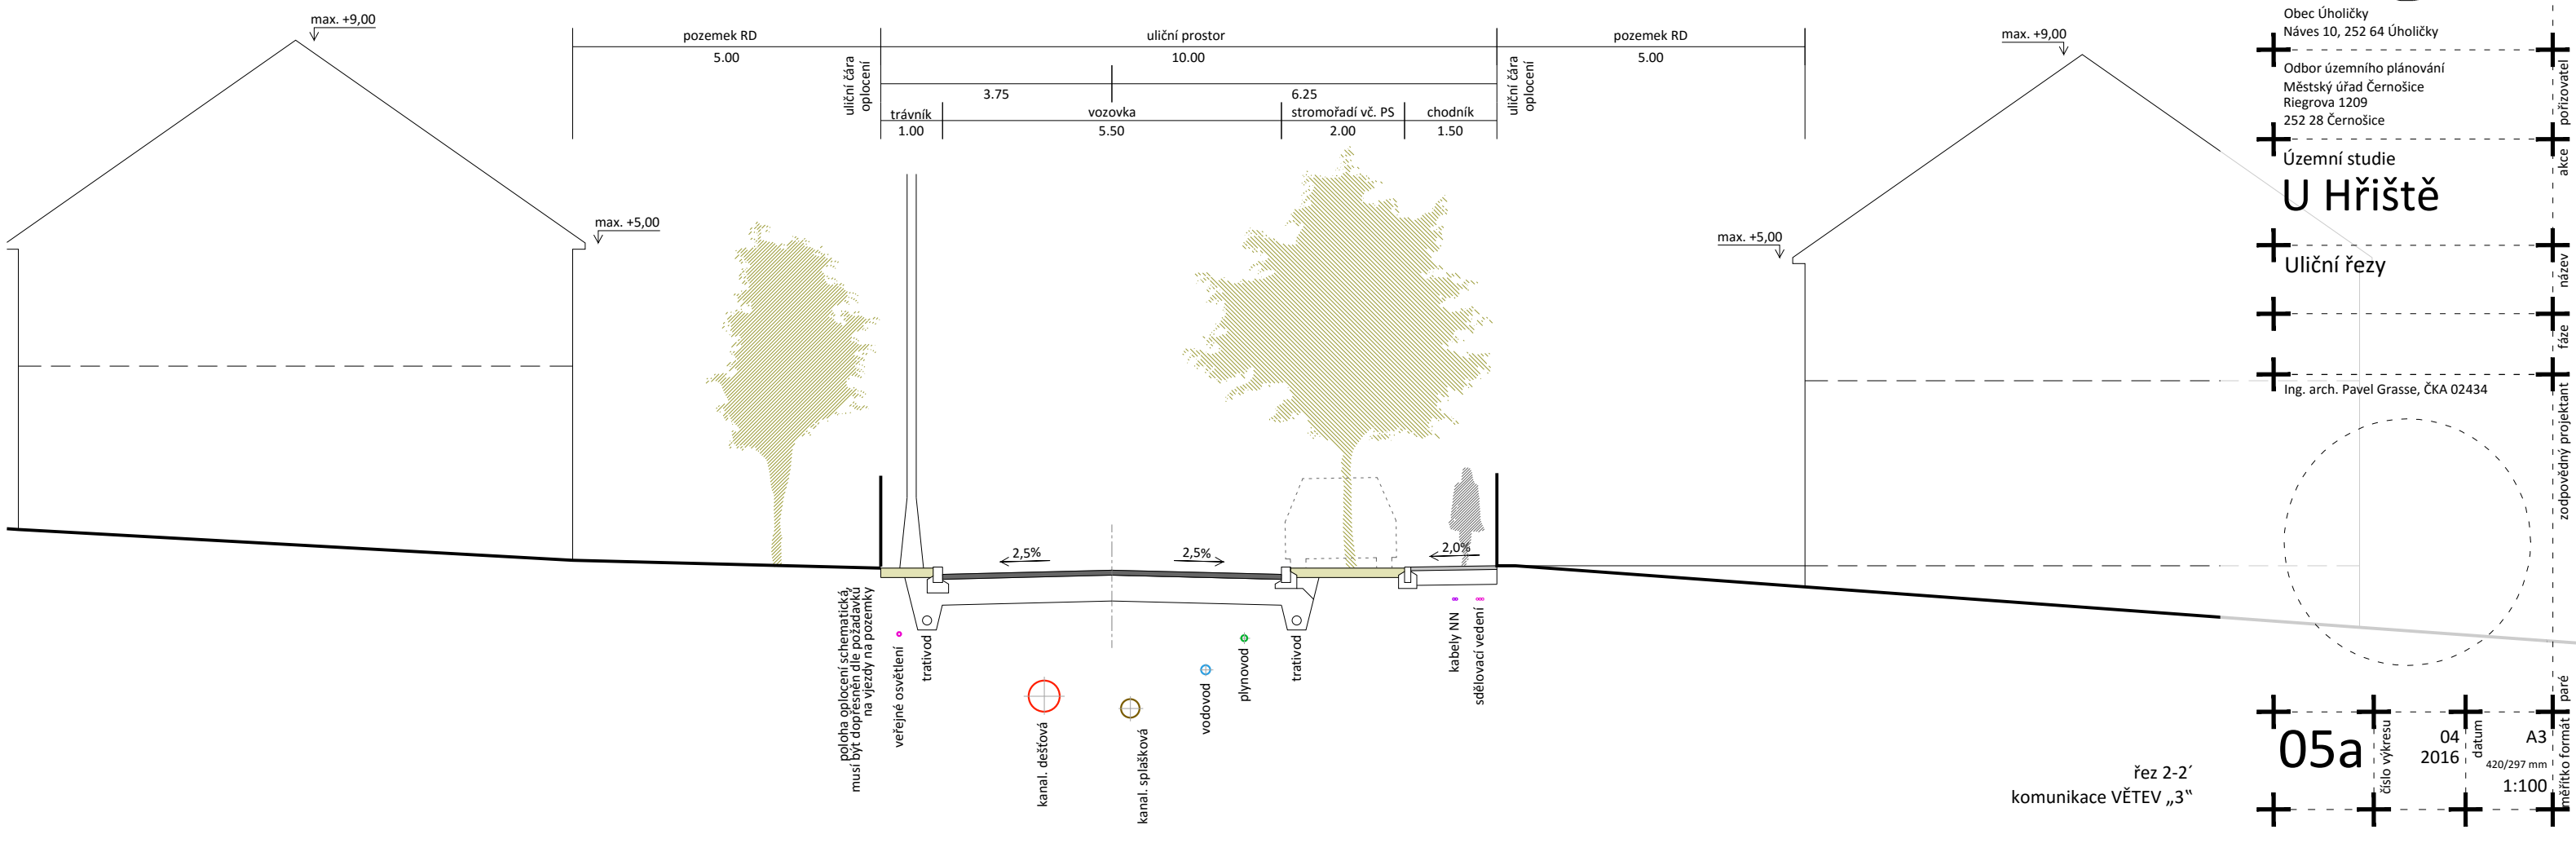 max. +9,00
pozemek RD
5.00
uliční čára
oplocení
uliční prostor
10.00
3.75
6.25
trávník
1.00
vozovka
5.50
stromořadí vč. PS
2.00
chodník
1.50
uliční čára
oplocení
pozemek RD
5.00
max. +9,00
max. +5,00
max. +5,00
2,5%
2,5%
2,0%
poloha oplocení schematická,
musí být dopřesněn dle požadavků
na vjezdy na pozemky
veřejné osvětlení
trativod
kanal. dešťová
kanal. splašková
vodovod
plynovod
trativod
kabely NN
sdělovací vedení
řez 2-2´
komunikace VĚTEV „3“
Obec Úholičky
Náves 10, 252 64 Úholičky
Odbor územního plánování
Městský úřad Černošice
Riegrova 1209
252 28 Černošice
pořizovatel
Územní studie
U Hřiště
akce
Uliční řezy
název
fáze
Ing. arch. Pavel Grasse, ČKA 02434
zodpovědný projektant
paré
05a
číslo výkresu
04
2016
datum
A3
420/297 mm
1:100
formát
měřítko